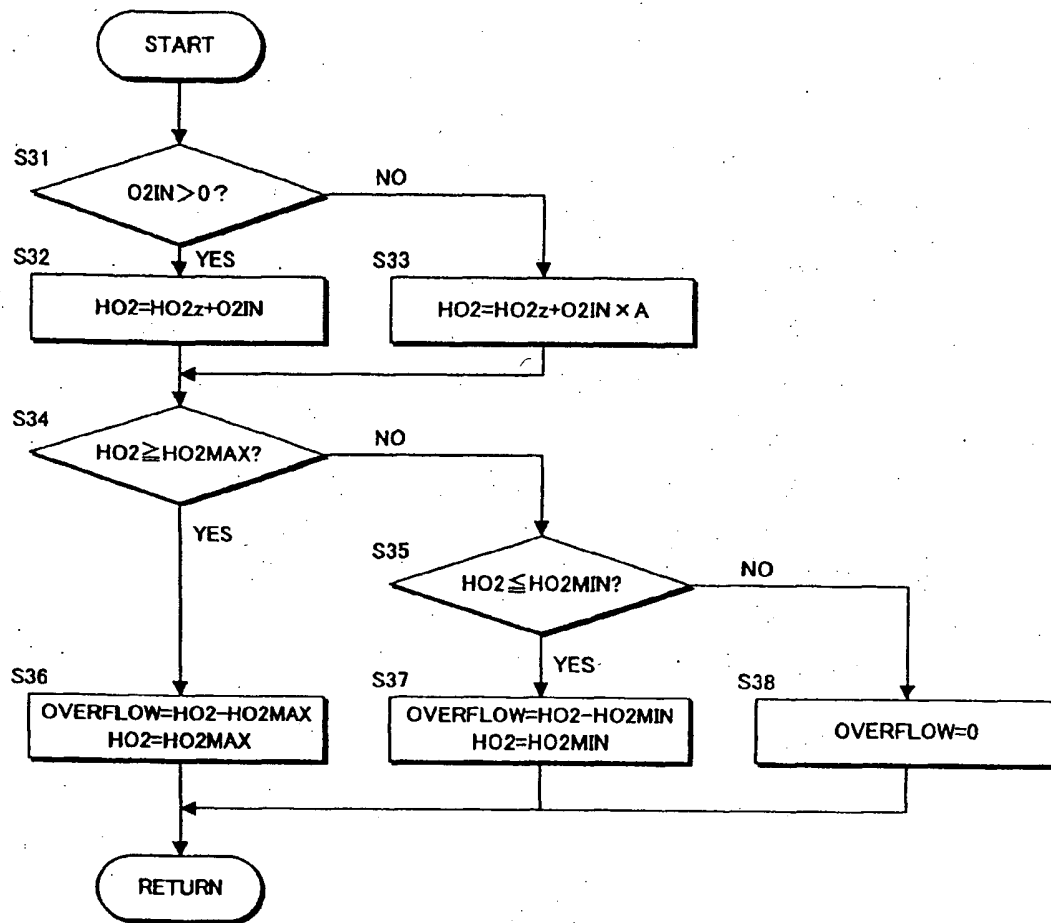 START
S31
O2IN>0?
NO
YES
S32
HO2=HO2z+O2IN
S33
HO2=HO2z+O2IN×A
S34
HO2≧HO2MAX?
NO
YES
S35
HO2≦HO2MIN?
NO
YES
S36
OVERFLOW=HO2-HO2MAX
HO2=HO2MAX
S37
OVERFLOW=HO2-HO2MIN
HO2=HO2MIN
S38
OVERFLOW=0
RETURN